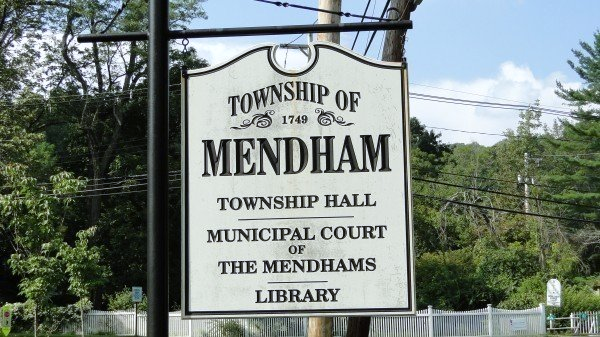 TOWNSHIP OF
1749
MENDHAM
TOWNSHIP HALL
MUNICIPAL COURT
OF
THE MENDHAMS
LIBRARY